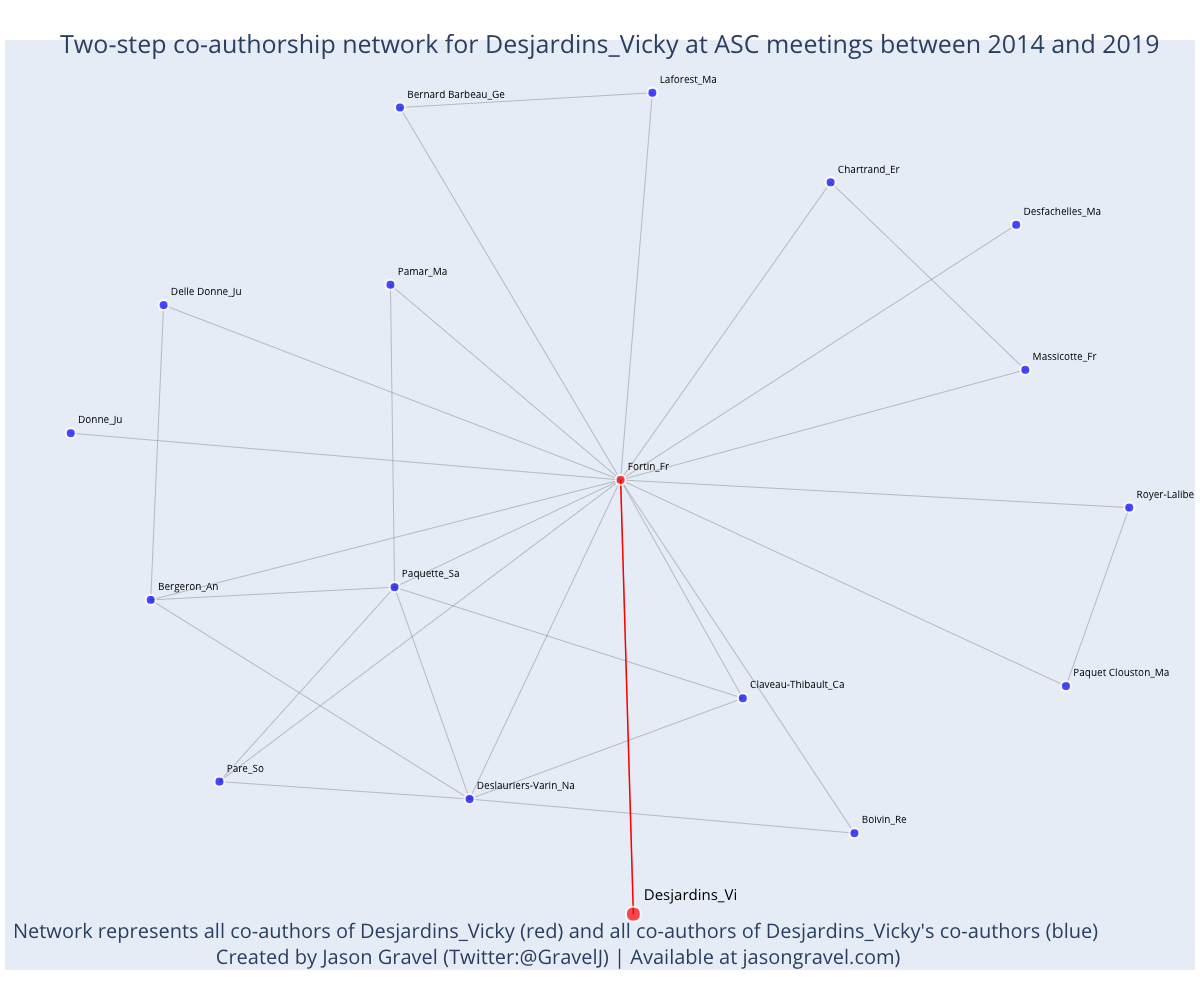 Two-step co-authorship network for Desjardins_Vicky at ASC meetings between 2014 and 2019
Laforest_Ma
Bernard Barbeau_Ge
Chartrand_Er
Desfachelles_Ma
Pamar_Ma
Delle Donne_Ju
Massicotte_Fr
Donne_Ju
Fortin_Fr
Royer-Lalibe
Paquette_Sa
Bergeron_An
Paquet Clouston_Ma
Claveau-Thibault_Ca
Pare_So
Deslauriers-Varin_Na
Boivin_Re
Desjardins_Vi
Network represents all co-authors of Desjardins_Vicky (red) and all co-authors of Desjardins_Vicky's co-authors (blue)
Created by Jason Gravel (Twitter:@GravelJ) | Available at jasongravel.com)